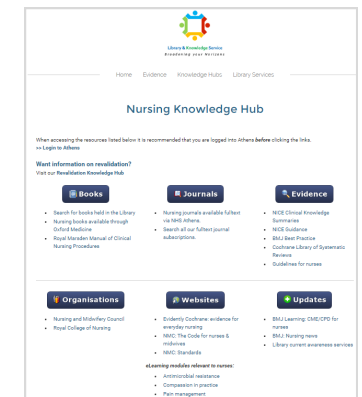 Library & Knowledge Service
Broadening your Horizons
Home Evidence Knowledge Hubs Library Services
Nursing Knowledge Hub
When accessing the resources listed below it is recommended that you are logged into Athens before clicking the links.
>> Login to Athens
Want information on revalidation?
Visit our Revalidation Knowledge Hub
Books
Search for books held in the Library
Nursing books available through
Oxford Medicine
Royal Marsden Manual of Clinical
Nursing Procedures
Journals
Nursing journals available fulltext
via NHS Athens
Search all our fulltext journal
subscriptions.
Evidence
NICE Clinical Knowledge
Summaries
NICE Guidance
BMJ Best Practice
Cochrane Library of Systematic
Reviews
Guidelines for nurses
Organisations
Nursing and Midwifery Council
Royal College of Nursing
Websites
Evidently Cochrane: evidence for
everyday nursing
NMC: The Code for nurses &
midwives
NMC: Standards
eLearning modules relevant to nurses:
Antimicrobial resistance
Compassion in practice
Pain management
Updates
BMJ Learning: CME/CPD for
nurses
BMJ: Nursing news
Library current awareness services